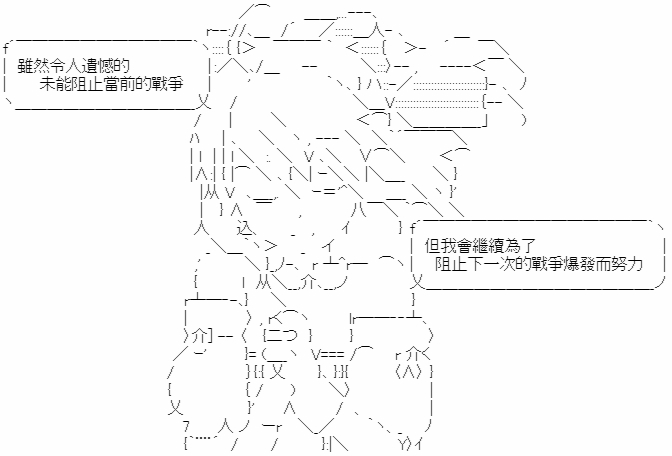 雖然令人遺憾的
未能阻止當前的戰爭
但我會繼續為了
阻止下一次的戰爭爆發而努力